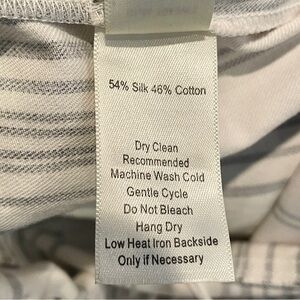 54% Silk 46% Cotton
Dry Clean
Recommended
Machine Wash Cold
Gentle Cycle
Do Not Bleach
Hang Dry
Low Heat Iron Backside
Only if Necessary